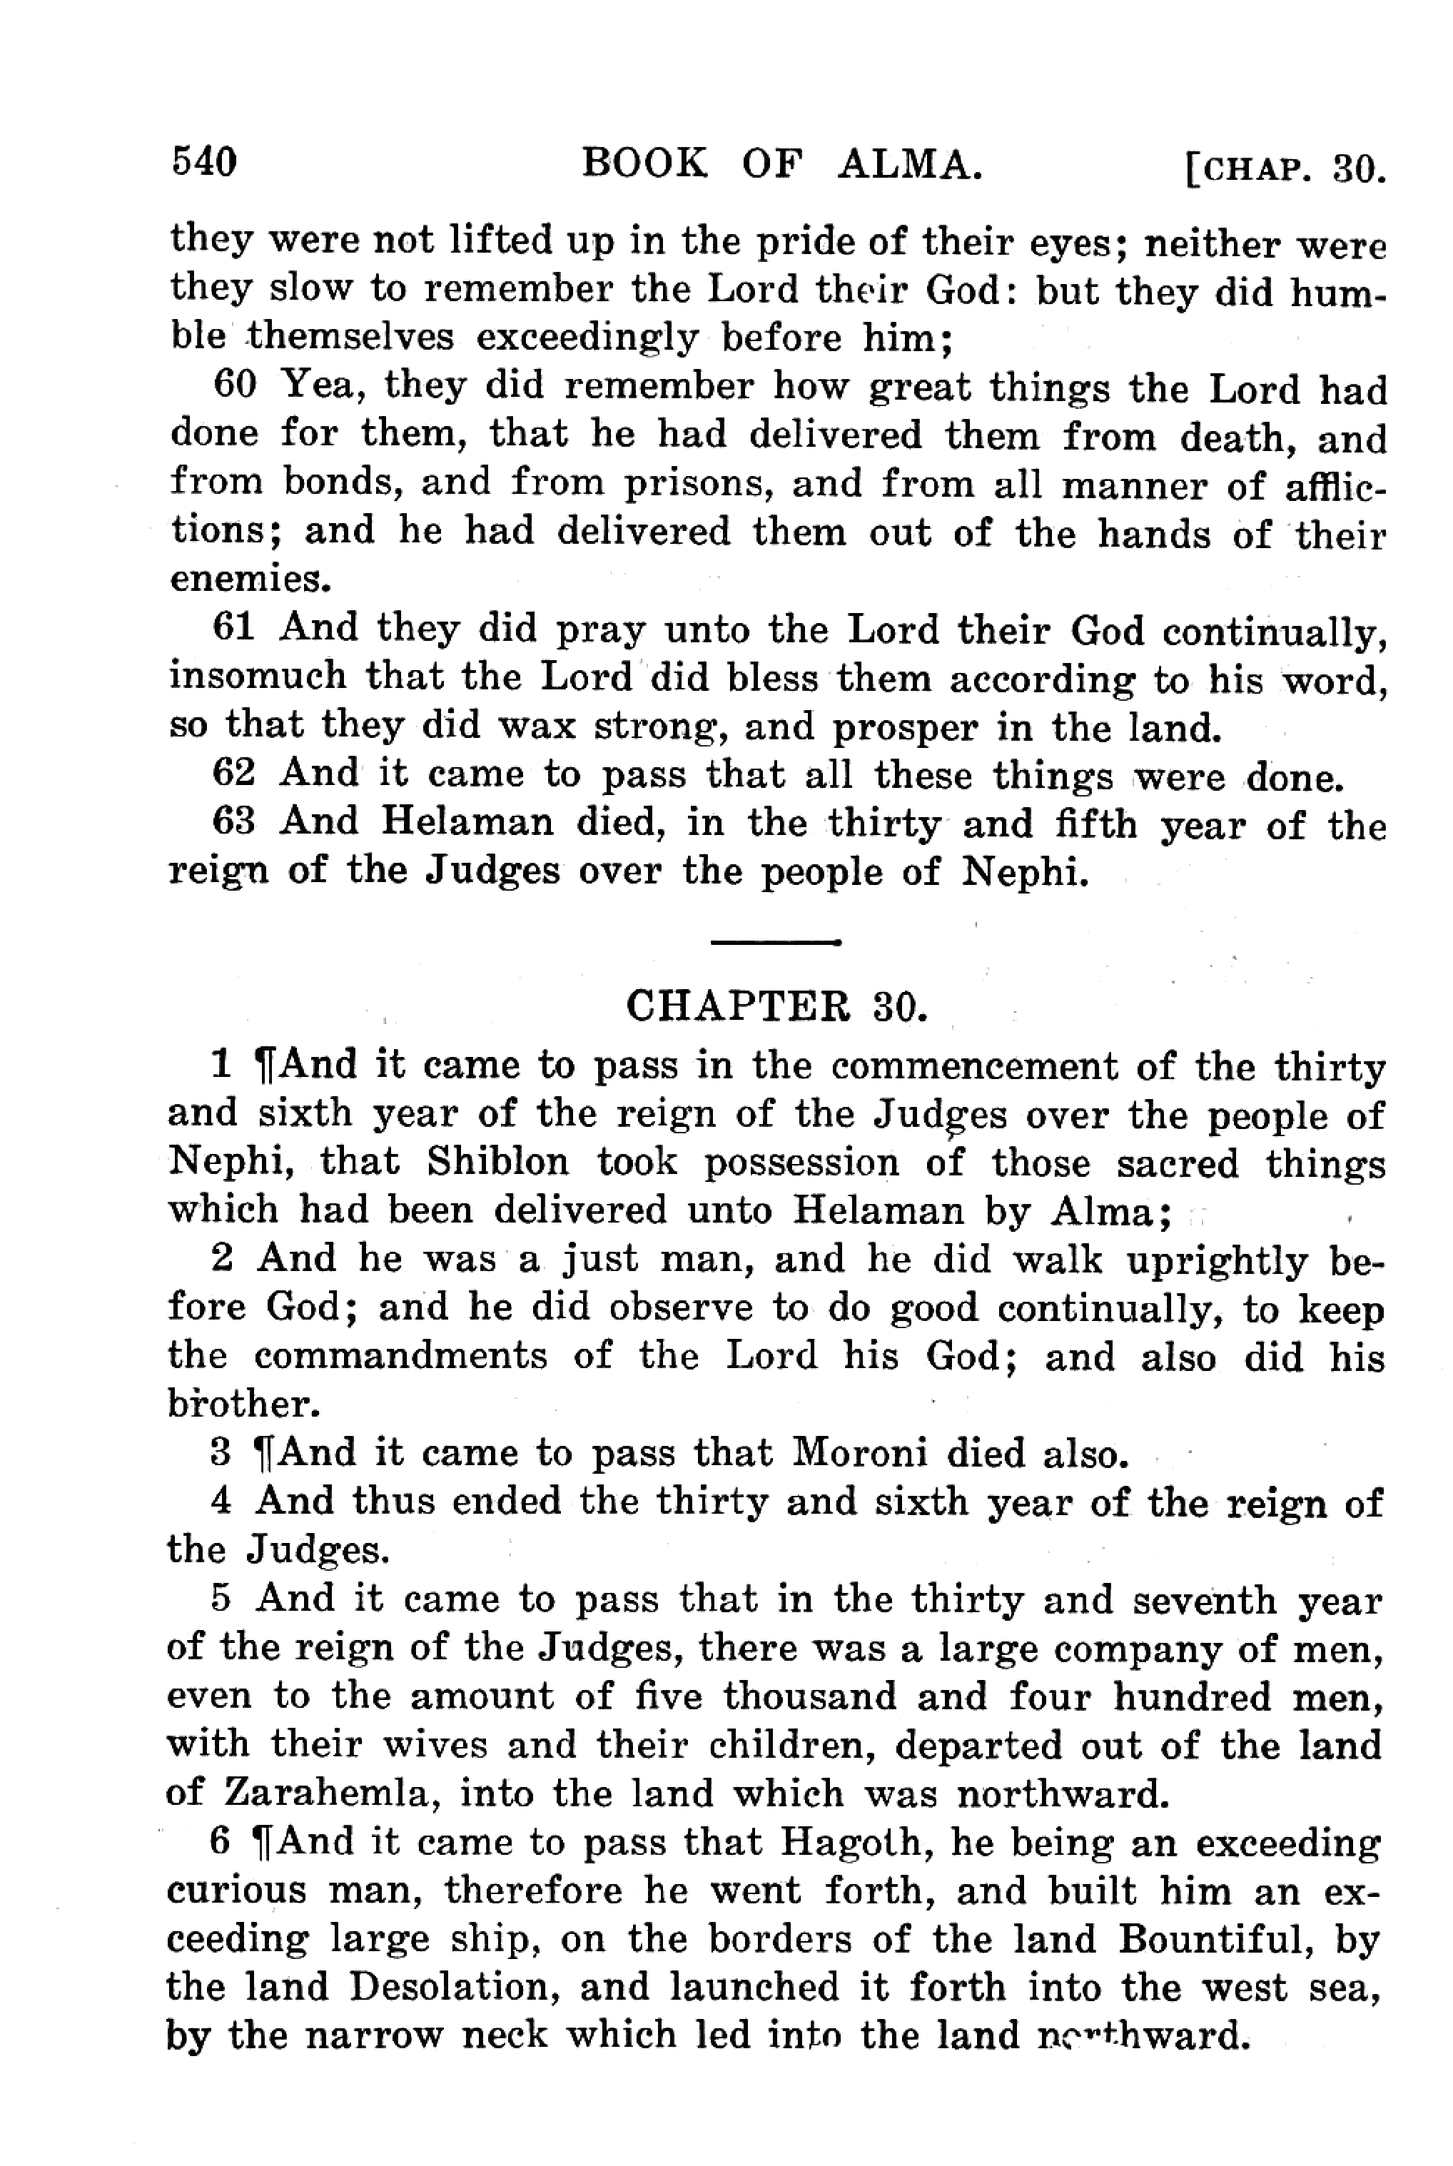 540 BOOK OF ALMA. [CHAP. 30.
they were not lifted up in the pride of their eyes; neither were
they slow to remember the Lord their God: but they did hum-
ble themselves exceedingly before him;
60 Yea, they did remember how great things the Lord had
done for them, that he had delivered them from death, and
from bonds, and from prisons, and from all manner of afflic-
tions; and he had delivered them out of the hands of their
enemies.
61 And they did pray unto the Lord their God continually,
insomuch that the Lord did bless them according to his word,
so that they did wax strong, and prosper in the land.
62 And it came to pass that all these things were done.
63 And Helaman died, in the thirty and fifth year of the
reign of the Judges over the people of Nephi.
CHAPTER 30.
1 ¶And it came to pass in the commencement of the thirty
and sixth year of the reign of the Judges over the people of
Nephi, that Shiblon took possession of those sacred things
which had been delivered unto Helaman by Alma;
2 And he was a just man, and he did walk uprightly be-
fore God; and he did observe to do good continually, to keep
the commandments of the Lord his God; and also did his
brother.
3 ¶And it came to pass that Moroni died also.
4 And thus ended the thirty and sixth year of the reign of
the Judges.
5 And it came to pass that in the thirty and seventh year
of the reign of the Judges, there was a large company of men,
even to the amount of five thousand and four hundred men,
with their wives and their children, departed out of the land
of Zarahemla, into the land which was northward.
6 ¶And it came to pass that Hagoth, he being an exceeding
curious man, therefore he went forth, and built him an ex-
ceeding large ship, on the borders of the land Bountiful, by
the land Desolation, and launched it forth into the west sea,
by the narrow neck which led into the land northward.